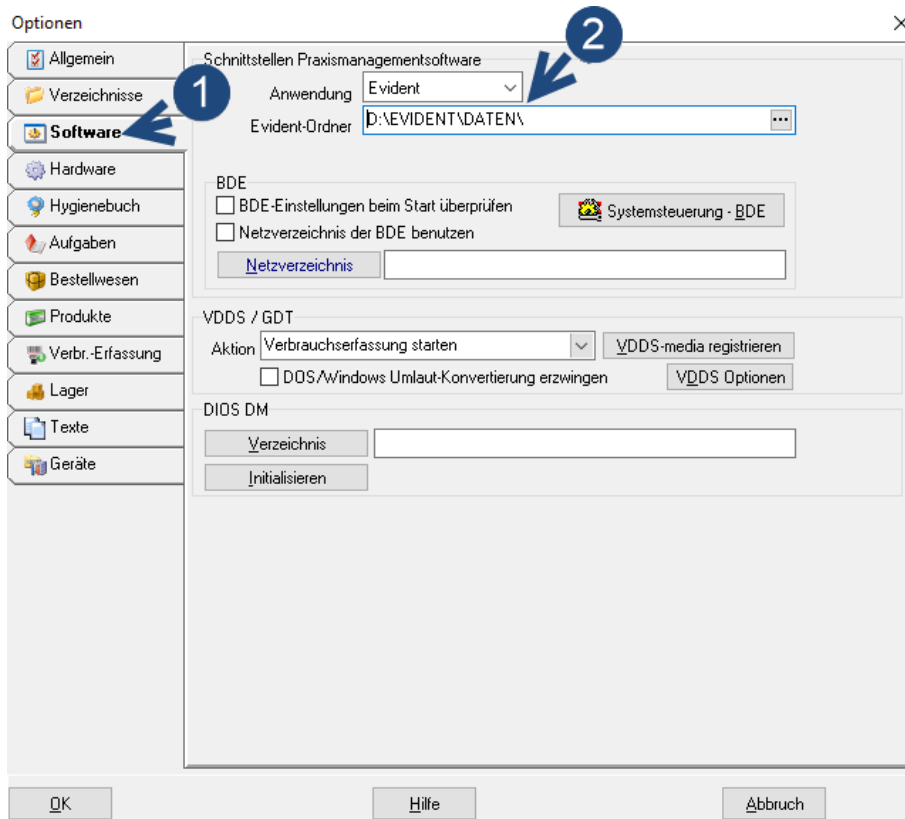 Optionen
Allgemein
Verzeichnisse
1
Software
Hardware
Hygienebuch
Aufgaben
Bestellwesen
Produkte
Verbr.-Erfassung
Lager
Texte
Geräte
Schnittstellen Praxismanagementsoftware
2
Anwendung Evident
Evident-Ordner D:\EVIDENT\DATEN\ ...
BDE
BDE-Einstellungen beim Start überprüfen
Systemsteuerung - BDE
Netzverzeichnis der BDE benutzen
Netzverzeichnis
VDDS / GDT
Aktion Verbrauchserfassung starten VDDS-media registrieren
DOS/Windows Umlaut-Konvertierung erzwingen VDDS Optionen
DIOS DM
Verzeichnis
Initialisieren
OK Hilfe Abbruch